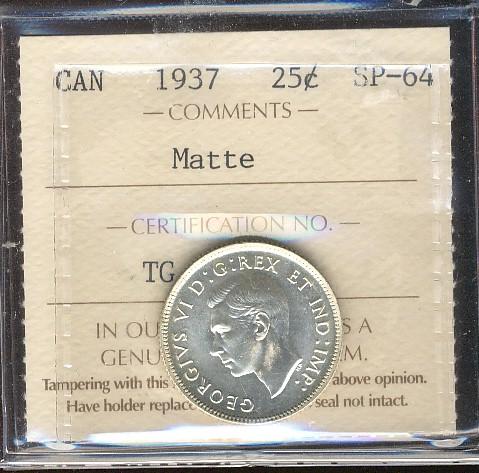 CAN 1937 25¢ SP-64
— COMMENTS —
Matte
— CERTIFICATION NO. —
TG
IN OU S A
GENU M.
Tampering with this above opinion.
Have holder replac seal not intact.
GEORGIVS VI D:G:REX ET IND:IMP: